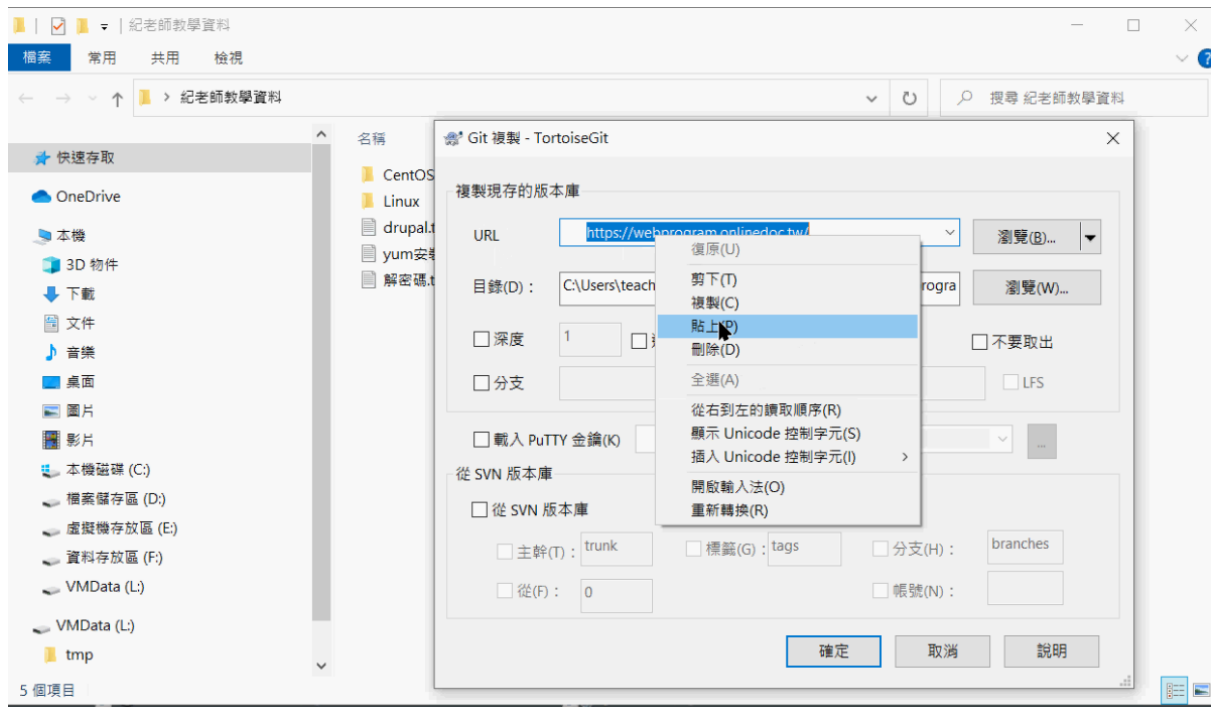 紀老師教學資料
檔案 常用 共用 檢視
紀老師教學資料
搜尋 紀老師教學資料
快速存取
OneDrive
本機
3D 物件
下載
文件
音樂
桌面
圖片
影片
本機磁碟 (C:)
檔案儲存區 (D:)
虛擬機存放區 (E:)
資料存放區 (F:)
VMData (L:)
VMData (L:)
tmp
5 個項目
名稱
CentOS
Linux
drupal.t
yum安裝
解密碼.t
Git 複製 - TortoiseGit
複製現存的版本庫
URL https://webprogram.onlinedoc.tw/ 瀏覽(B)...
目錄(D)： C:\Users\teach rogra 瀏覽(W)...
深度 1 不要取出
分支 LFS
載入 PuTTY 金鑰(K) ...
從 SVN 版本庫
從 SVN 版本庫
主幹(T)： trunk 標籤(G)： tags 分支(H)： branches
從(F)： 0 帳號(N)：
確定 取消 說明
復原(U)
剪下(T)
複製(C)
貼上(P)
刪除(D)
全選(A)
從右到左的讀取順序(R)
顯示 Unicode 控制字元(S)
插入 Unicode 控制字元(I)
開啟輸入法(O)
重新轉換(R)